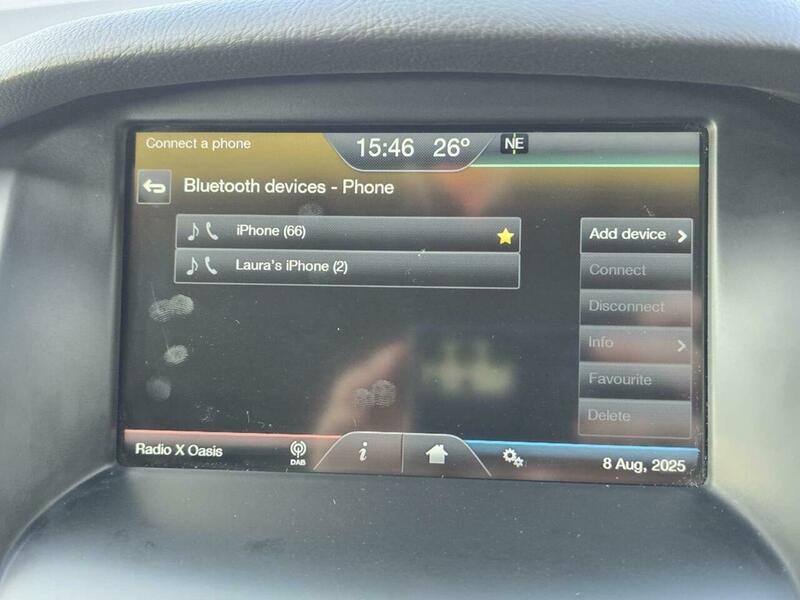 Connect a phone
15:46 26° NE
Bluetooth devices - Phone
iPhone (66)
Laura's iPhone (2)
Add device
Connect
Disconnect
Info
Favourite
Delete
Radio X Oasis
DAB
i
8 Aug, 2025